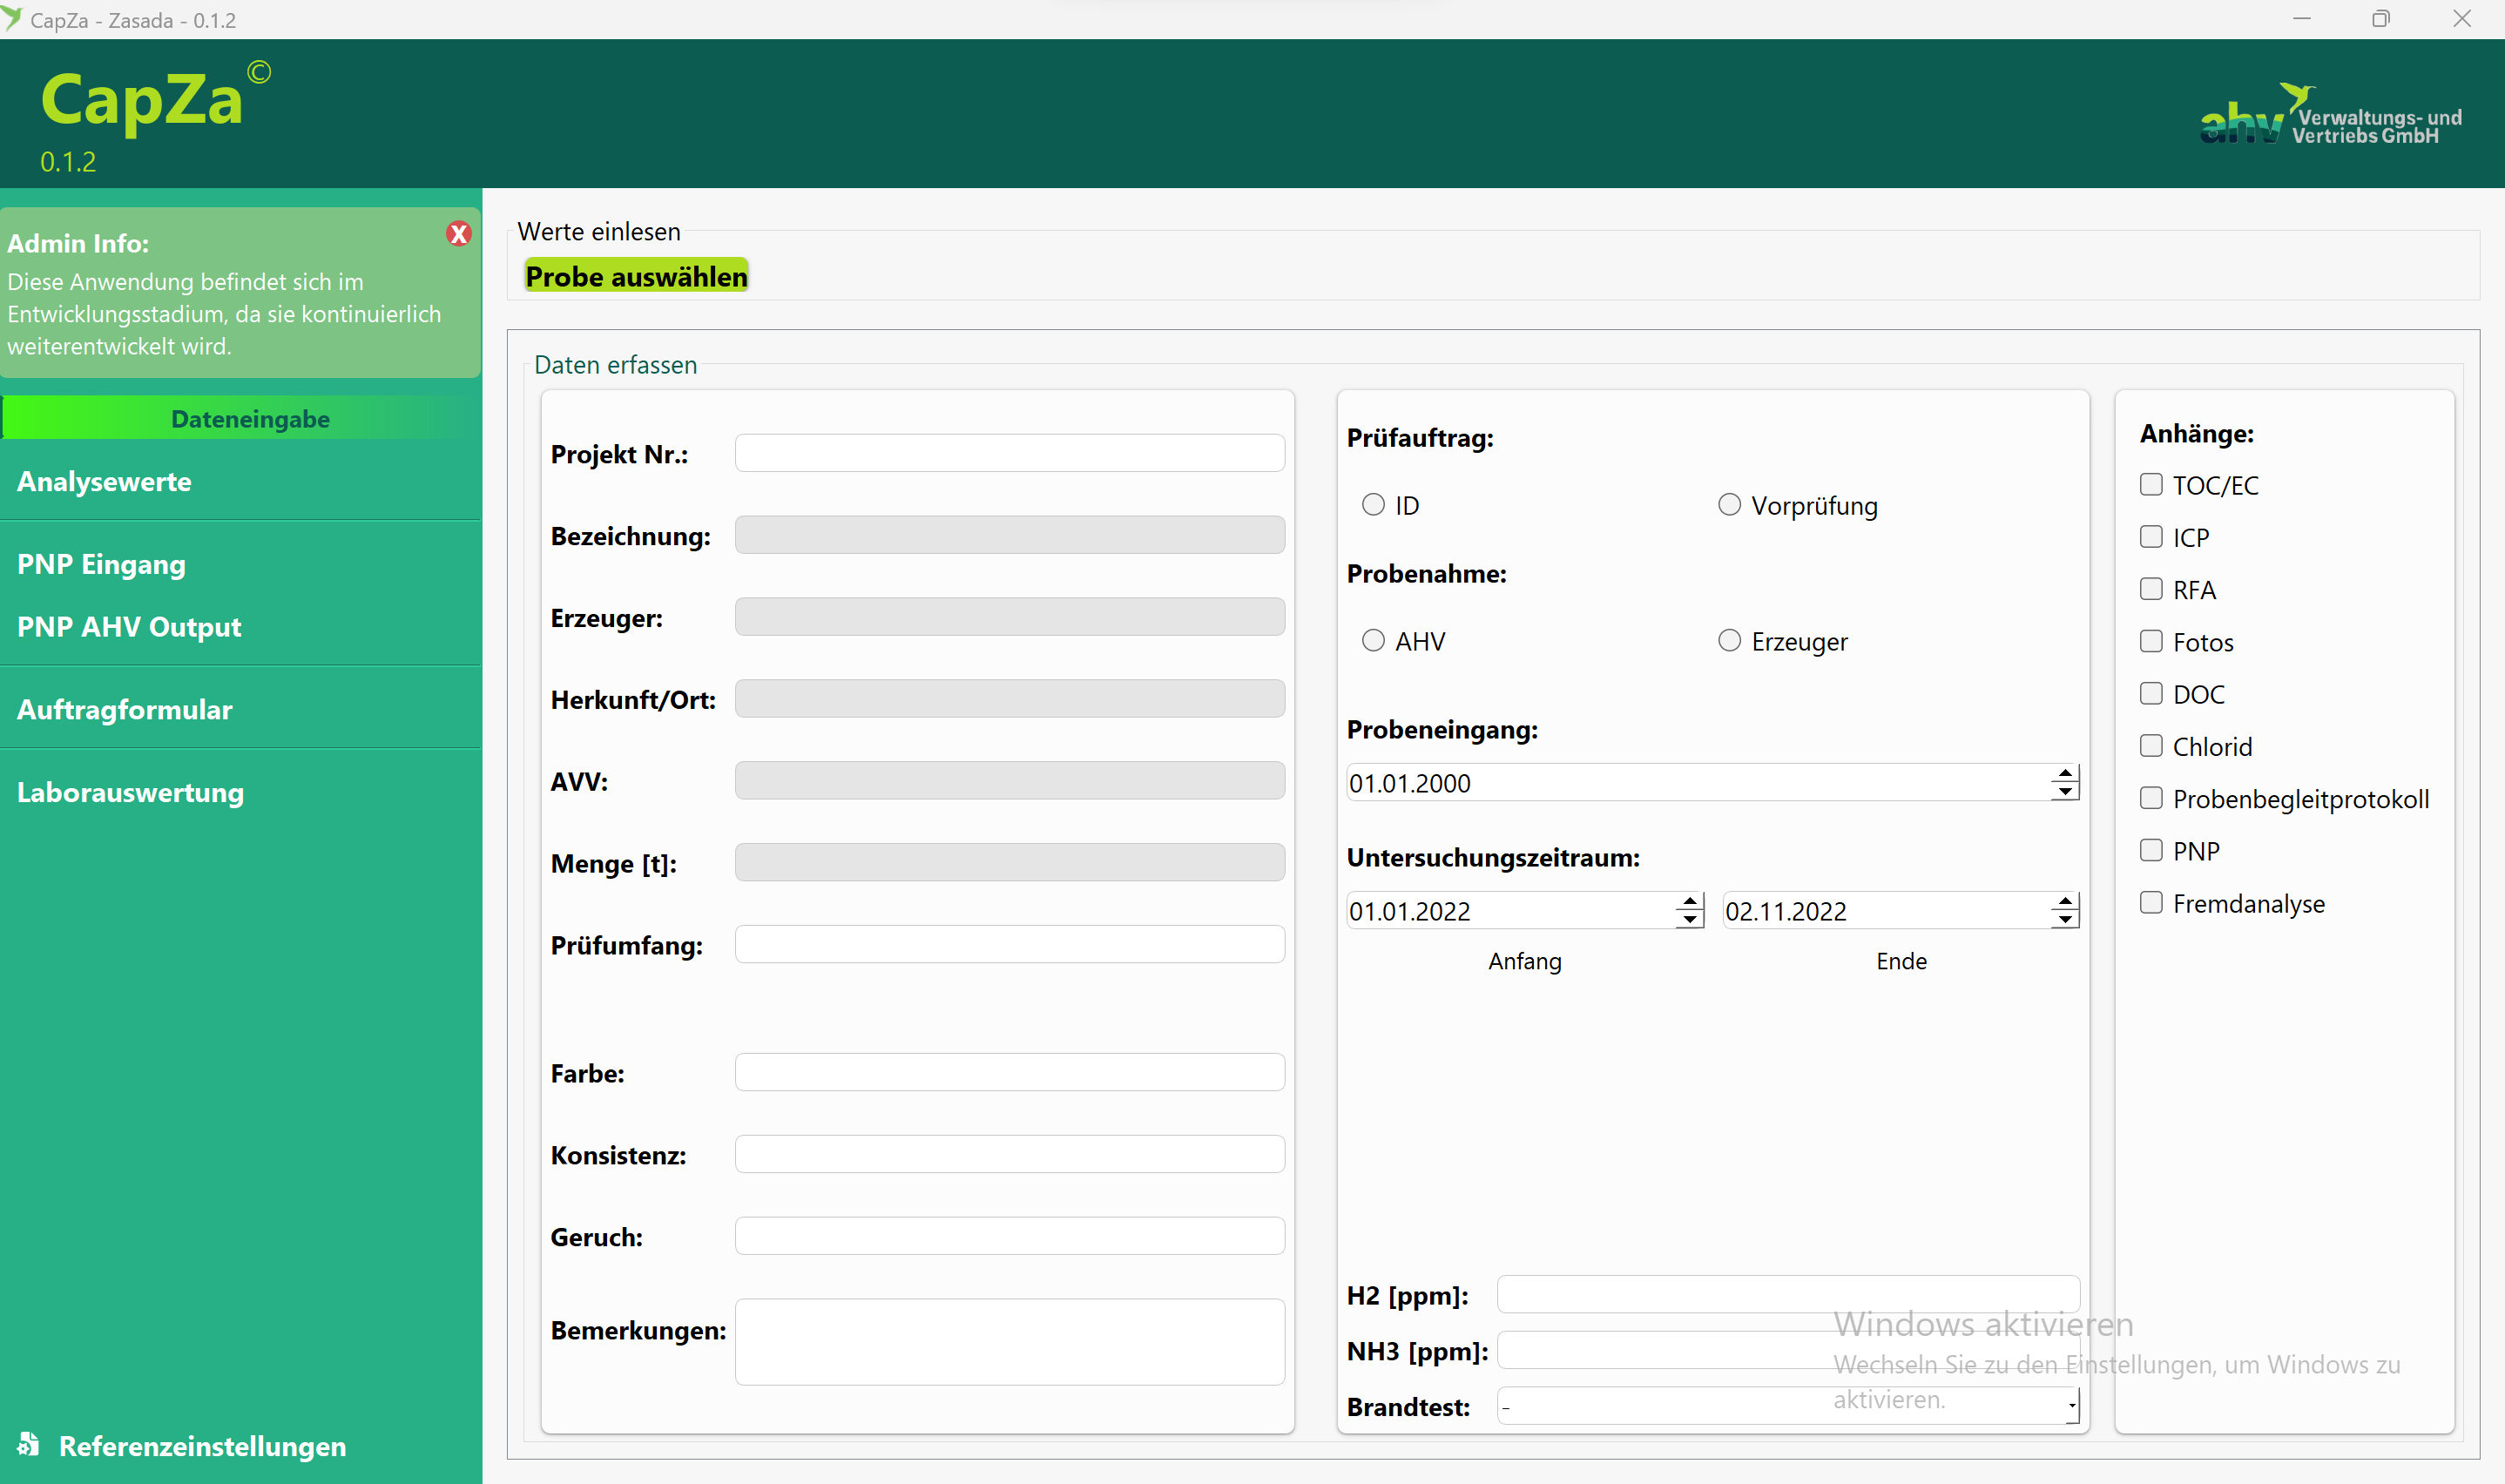 CapZa - Zasada - 0.1.2
CapZa©
0.1.2
ahv Verwaltungs- und
Vertriebs GmbH
Admin Info:
X
Diese Anwendung befindet sich im
Entwicklungsstadium, da sie kontinuierlich
weiterentwickelt wird.
Dateneingabe
Analysewerte
PNP Eingang
PNP AHV Output
Auftragformular
Laborauswertung
Referenzeinstellungen
Werte einlesen
Probe auswählen
Daten erfassen
Projekt Nr.:
Bezeichnung:
Erzeuger:
Herkunft/Ort:
AVV:
Menge [t]:
Prüfumfang:
Farbe:
Konsistenz:
Geruch:
Bemerkungen:
Prüfauftrag:
ID Vorprüfung
Probenahme:
AHV Erzeuger
Probeneingang:
01.01.2000
Untersuchungszeitraum:
01.01.2022 02.11.2022
Anfang Ende
H2 [ppm]:
NH3 [ppm]:
Brandtest: -
Anhänge:
TOC/EC
ICP
RFA
Fotos
DOC
Chlorid
Probenbegleitprotokoll
PNP
Fremdanalyse
Windows aktivieren
Wechseln Sie zu den Einstellungen, um Windows zu
aktivieren.